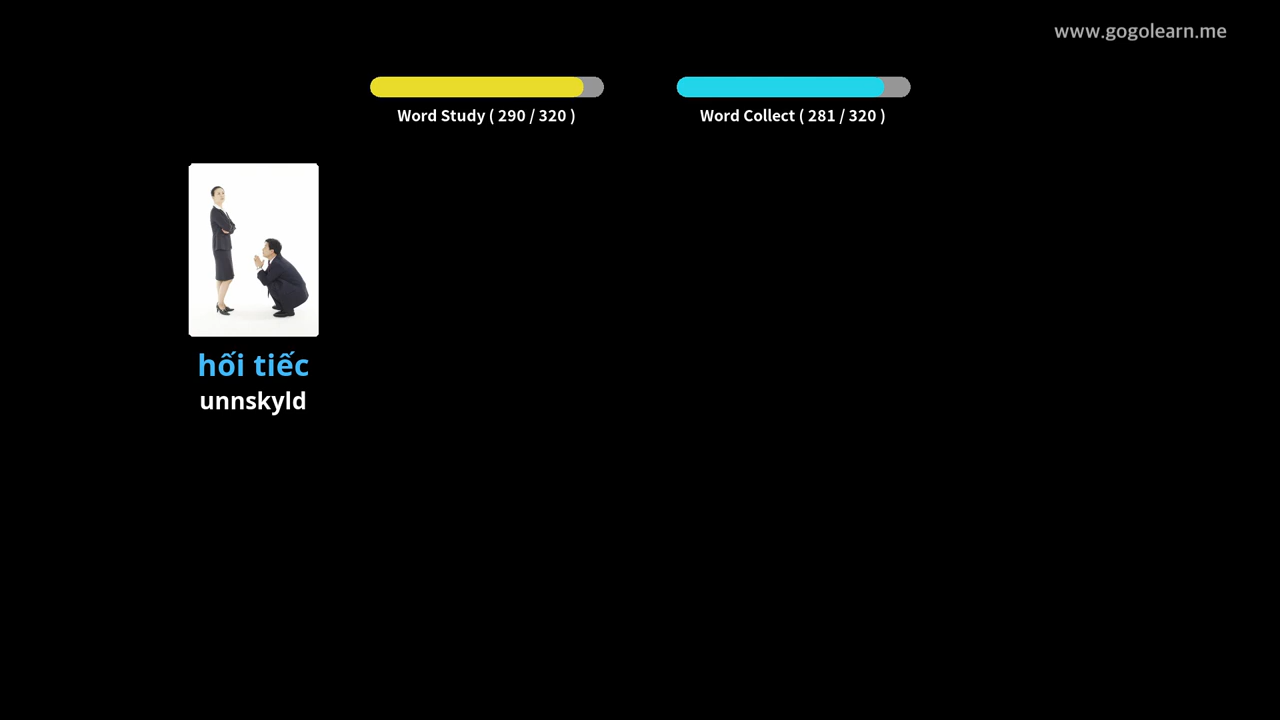 www.gogolearn.me
Word Study ( 290 / 320 )
Word Collect ( 281 / 320 )
hối tiếc
unnskyld